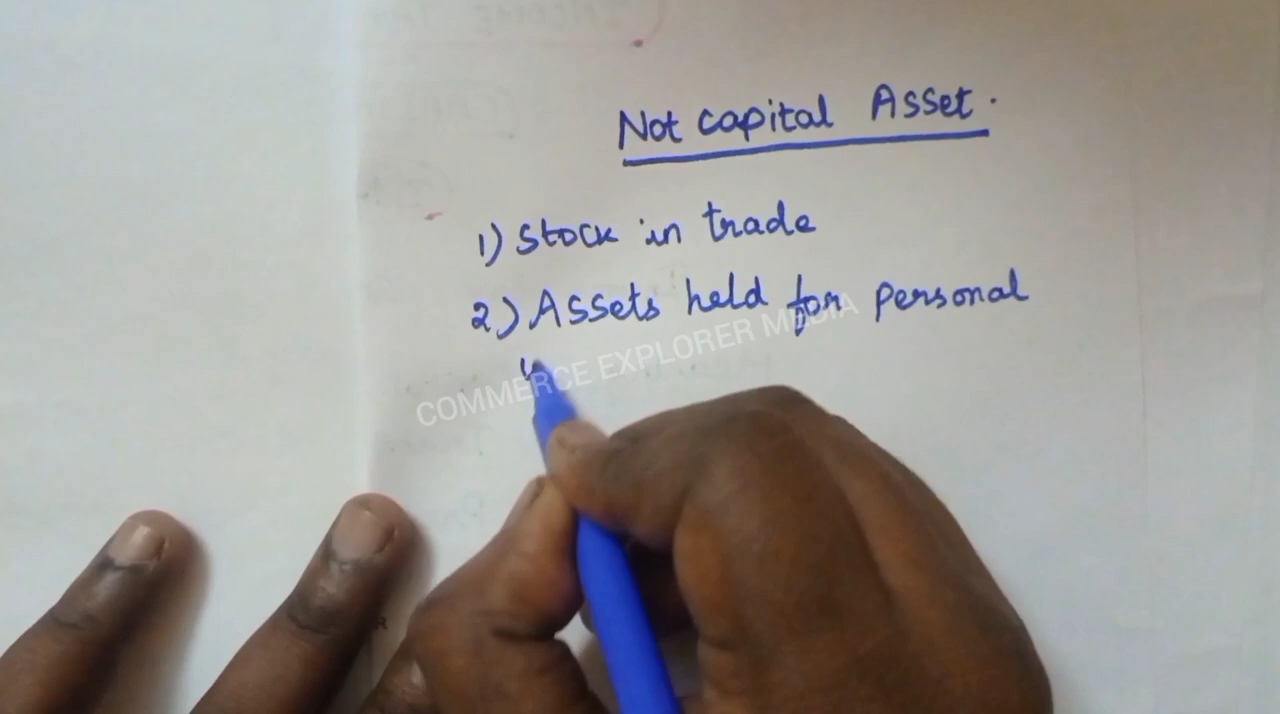 Not capital Asset.
1) Stock in trade
2) Assets held for personal
COMMERCE EXPLORER MEDIA